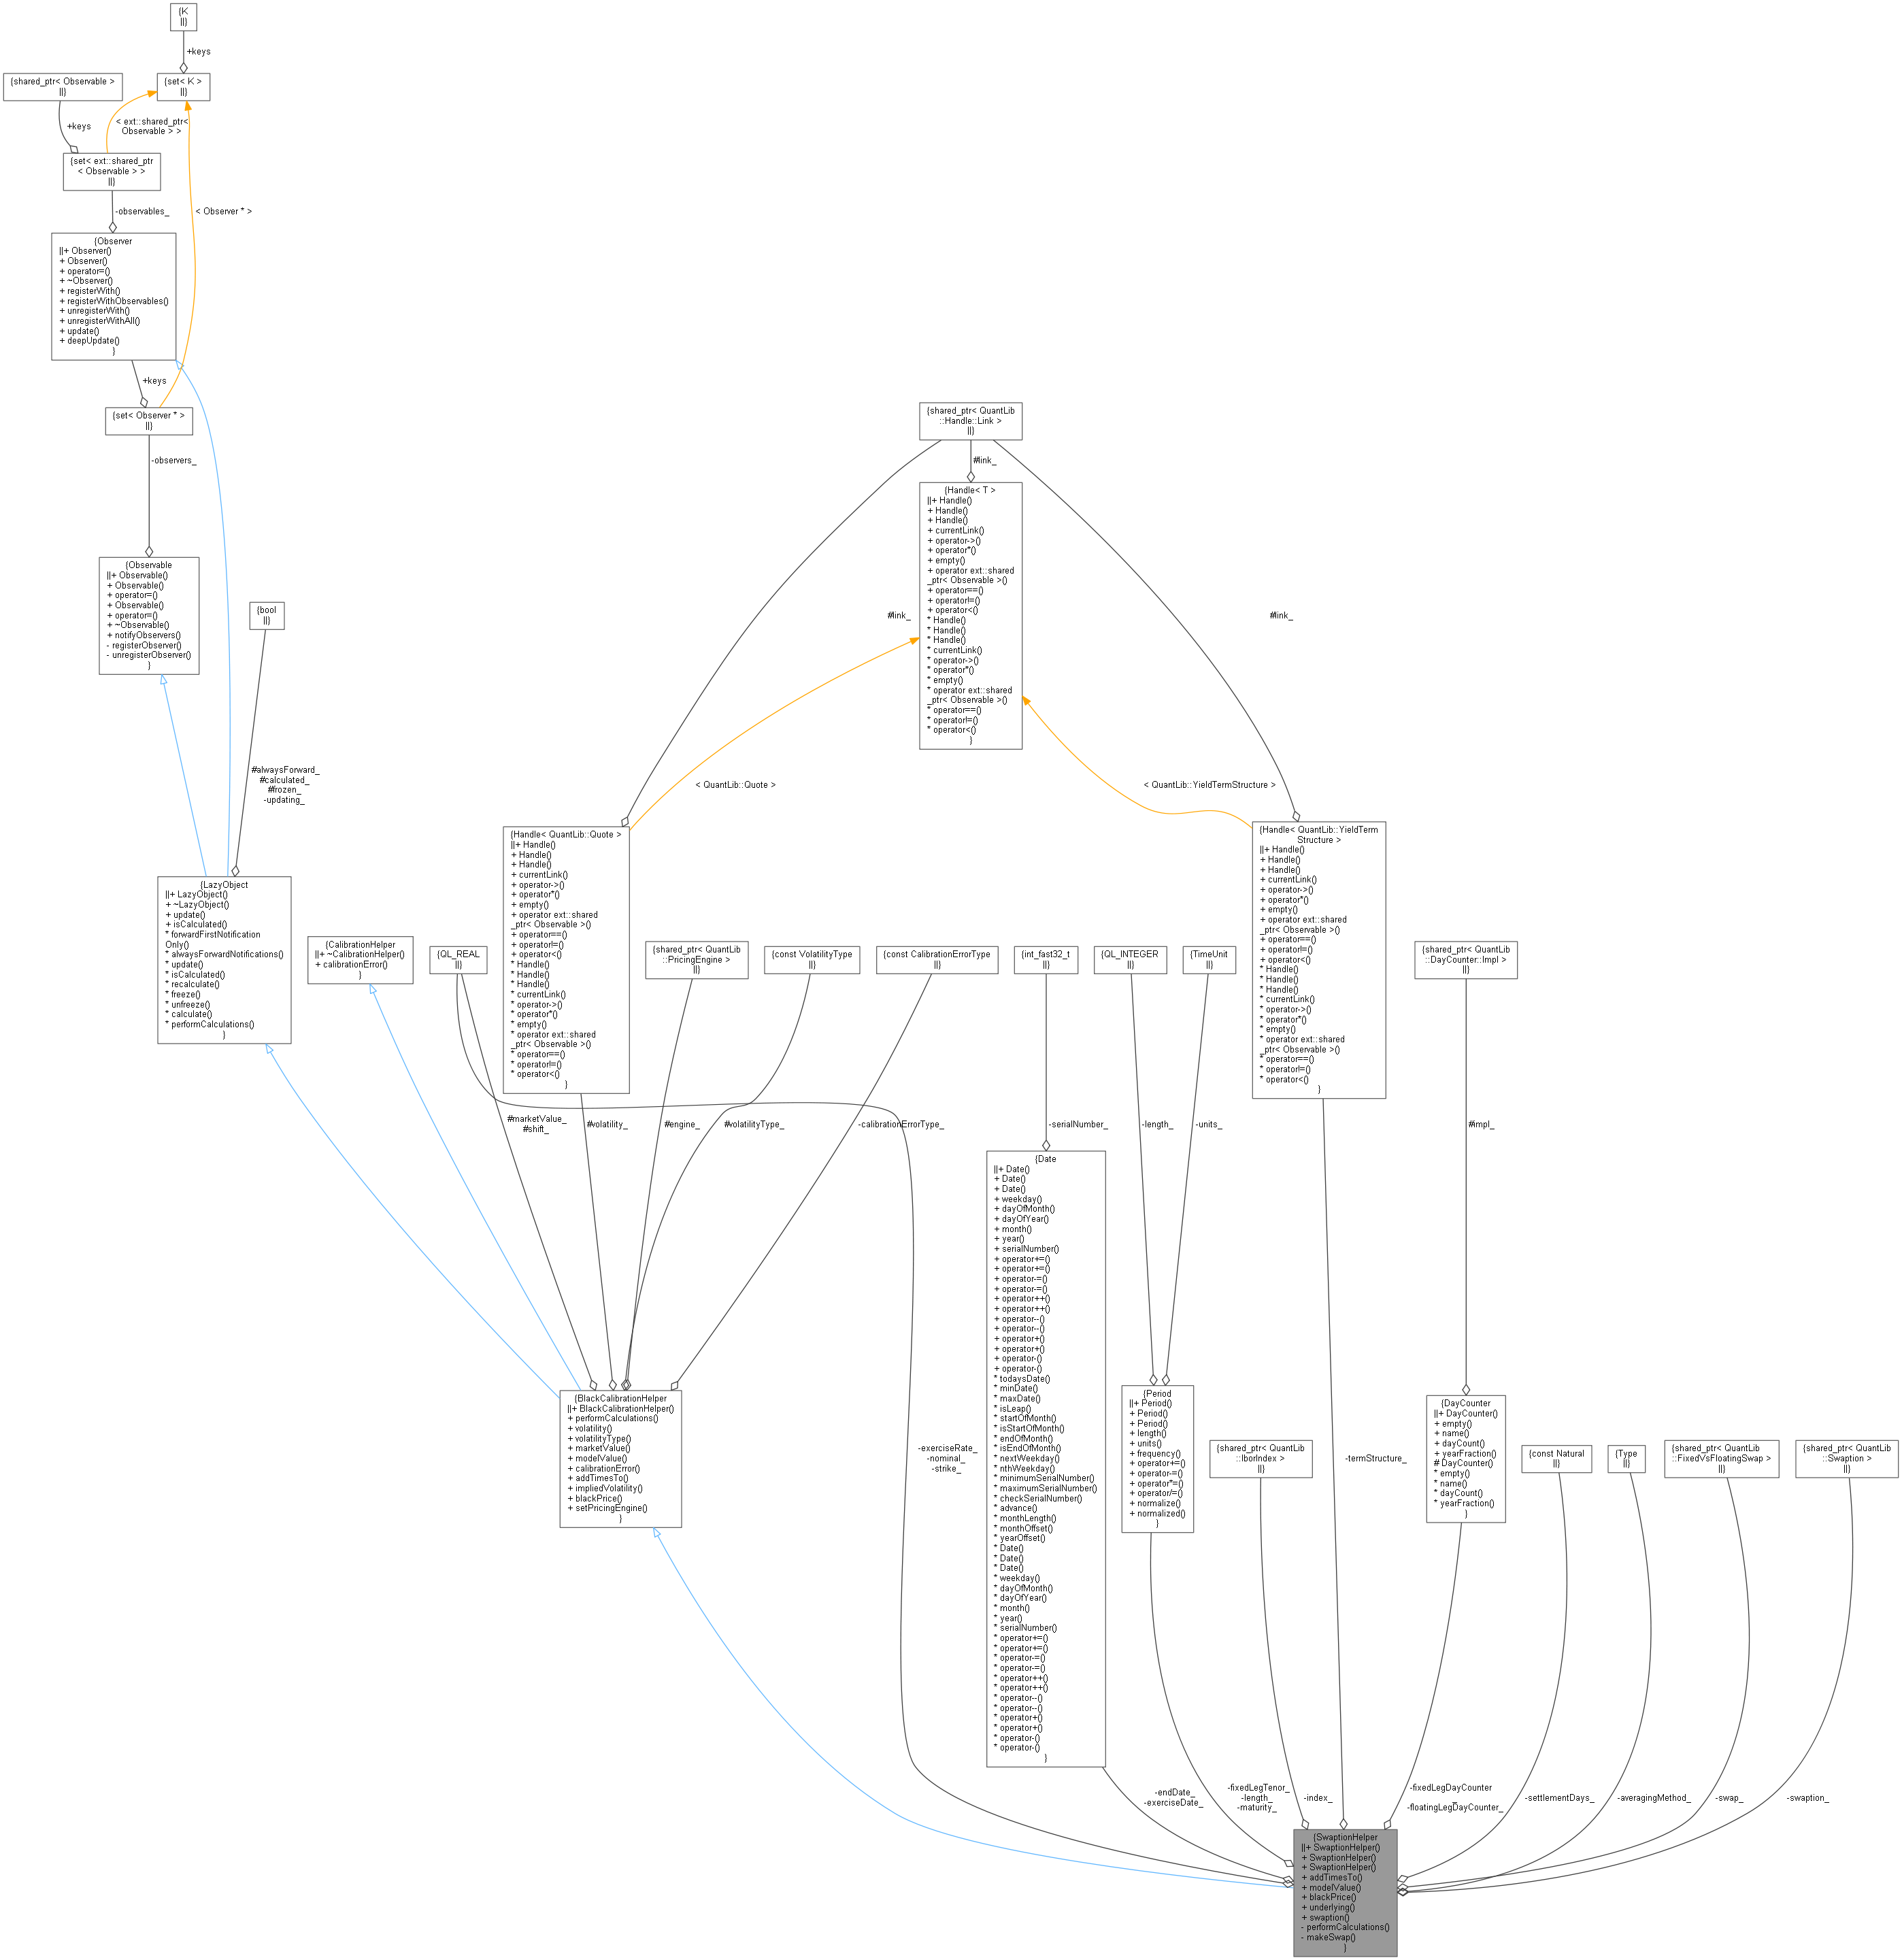 {K
||}
+keys
{shared_ptr< Observable >
||}
{set< K >
||}
+keys
< ext::shared_ptr<
Observable > >
{set< ext::shared_ptr
< Observable > >
||}
-observables_
< Observer * >
{Observer
||+ Observer()
+ Observer()
+ operator=()
+ ~Observer()
+ registerWith()
+ registerWithObservables()
+ unregisterWith()
+ unregisterWithAll()
+ update()
+ deepUpdate()
}
+keys
{set< Observer * >
||}
-observers_
{shared_ptr< QuantLib
::Handle::Link >
||}
#link_
{Handle< T >
||+ Handle()
+ Handle()
+ Handle()
+ currentLink()
+ operator->()
+ operator*()
+ empty()
+ operator ext::shared
_ptr< Observable >()
+ operator==()
+ operator!=()
+ operator<()
* Handle()
* Handle()
* Handle()
* currentLink()
* operator->()
* operator*()
* empty()
* operator ext::shared
_ptr< Observable >()
* operator==()
* operator!=()
* operator<()
}
{Observable
||+ Observable()
+ Observable()
+ operator=()
+ Observable()
+ operator=()
+ ~Observable()
+ notifyObservers()
- registerObserver()
- unregisterObserver()
}
{bool
||}
#link_
#link_
#alwaysForward_
#calculated_
#frozen_
-updating_
< QuantLib::Quote >
< QuantLib::YieldTermStructure >
{LazyObject
||+ LazyObject()
+ ~LazyObject()
+ update()
+ isCalculated()
* forwardFirstNotification
Only()
* alwaysForwardNotifications()
* update()
* isCalculated()
* recalculate()
* freeze()
* unfreeze()
* calculate()
* performCalculations()
}
{CalibrationHelper
||+ ~CalibrationHelper()
+ calibrationError()
}
{QL_REAL
||}
{Handle< QuantLib::Quote >
||+ Handle()
+ Handle()
+ Handle()
+ currentLink()
+ operator->()
+ operator*()
+ empty()
+ operator ext::shared
_ptr< Observable >()
+ operator==()
+ operator!=()
+ operator<()
* Handle()
* Handle()
* Handle()
* currentLink()
* operator->()
* operator*()
* empty()
* operator ext::shared
_ptr< Observable >()
* operator==()
* operator!=()
* operator<()
}
{shared_ptr< QuantLib
::PricingEngine >
||}
{const VolatilityType
||}
{const CalibrationErrorType
||}
{int_fast32_t
||}
{QL_INTEGER
||}
{TimeUnit
||}
{Handle< QuantLib::YieldTerm
Structure >
||+ Handle()
+ Handle()
+ Handle()
+ currentLink()
+ operator->()
+ operator*()
+ empty()
+ operator ext::shared
_ptr< Observable >()
+ operator==()
+ operator!=()
+ operator<()
* Handle()
* Handle()
* Handle()
* currentLink()
* operator->()
* operator*()
* empty()
* operator ext::shared
_ptr< Observable >()
* operator==()
* operator!=()
* operator<()
}
{shared_ptr< QuantLib
::DayCounter::Impl >
||}
#marketValue_
#shift_
#volatility_
#engine_
#volatilityType_
-calibrationErrorType_
-serialNumber_
-length_
-units_
#impl_
{Date
||+ Date()
+ Date()
+ Date()
+ weekday()
+ dayOfMonth()
+ dayOfYear()
+ month()
+ year()
+ serialNumber()
+ operator+=()
+ operator+=()
+ operator-=()
+ operator-=()
+ operator++()
+ operator++()
+ operator--()
+ operator--()
+ operator+()
+ operator+()
+ operator-()
+ operator-()
* todaysDate()
* minDate()
* maxDate()
* isLeap()
* startOfMonth()
* isStartOfMonth()
* endOfMonth()
* isEndOfMonth()
* nextWeekday()
* nthWeekday()
* minimumSerialNumber()
* maximumSerialNumber()
* checkSerialNumber()
* advance()
* monthLength()
* monthOffset()
* yearOffset()
* Date()
* Date()
* Date()
* weekday()
* dayOfMonth()
* dayOfYear()
* month()
* year()
* serialNumber()
* operator+=()
* operator+=()
* operator-=()
* operator-=()
* operator++()
* operator++()
* operator--()
* operator--()
* operator+()
* operator+()
* operator-()
* operator-()
}
{BlackCalibrationHelper
||+ BlackCalibrationHelper()
+ performCalculations()
+ volatility()
+ volatilityType()
+ marketValue()
+ modelValue()
+ calibrationError()
+ addTimesTo()
+ impliedVolatility()
+ blackPrice()
+ setPricingEngine()
}
-exerciseRate_
-nominal_
-strike_
{Period
||+ Period()
+ Period()
+ Period()
+ length()
+ units()
+ frequency()
+ operator+=()
+ operator-=()
+ operator*=()
+ operator/=()
+ normalize()
+ normalized()
}
{shared_ptr< QuantLib
::IborIndex >
||}
-termStructure_
{DayCounter
||+ DayCounter()
+ empty()
+ name()
+ dayCount()
+ yearFraction()
# DayCounter()
* empty()
* name()
* dayCount()
* yearFraction()
}
{const Natural
||}
{Type
||}
{shared_ptr< QuantLib
::FixedVsFloatingSwap >
||}
{shared_ptr< QuantLib
::Swaption >
||}
-endDate_
-exerciseDate_
-fixedLegTenor_
-length_
-maturity_
-index_
-fixedLegDayCounter
_
-floatingLegDayCounter_
-settlementDays_
-averagingMethod_
-swap_
-swaption_
{SwaptionHelper
||+ SwaptionHelper()
+ SwaptionHelper()
+ SwaptionHelper()
+ addTimesTo()
+ modelValue()
+ blackPrice()
+ underlying()
+ swaption()
- performCalculations()
- makeSwap()
}